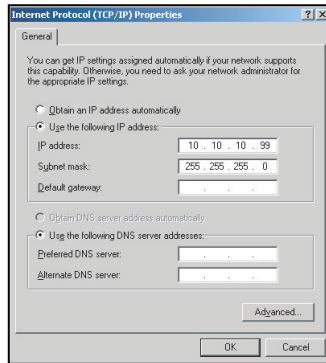 Internet Protocol (TCP/IP) Properties
General
You can get IP settings assigned automatically if your network supports
this capability. Otherwise, you need to ask your network administrator for
the appropriate IP settings.
Obtain an IP address automatically
Use the following IP address:
IP address: 10 . 10 . 10 . 99
Subnet mask: 255 . 255 . 255 . 0
Default gateway: . . .
Obtain DNS server address automatically
Use the following DNS server addresses:
Preferred DNS server: . . .
Alternate DNS server: . . .
Advanced...
OK Cancel